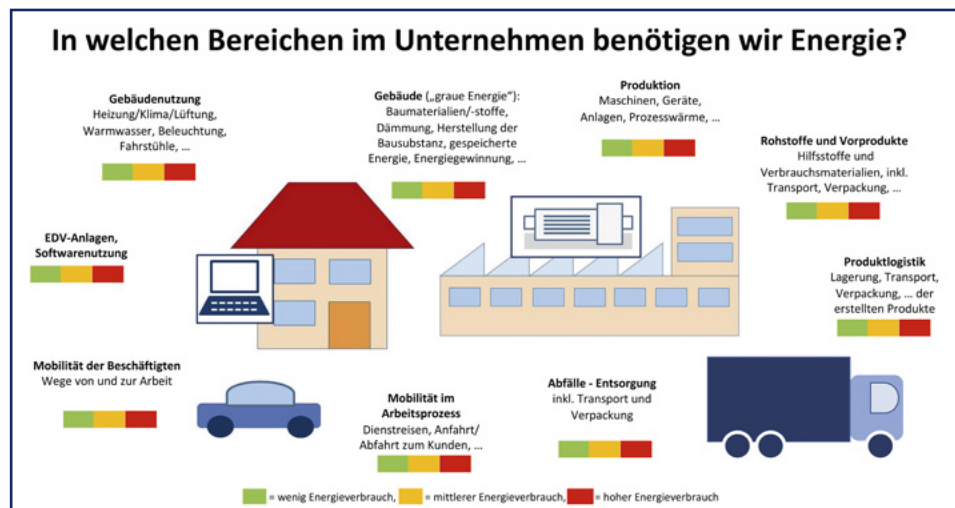 In welchen Bereichen im Unternehmen benötigen wir Energie?
Gebäudenutzung
Heizung/Klima/Lüftung,
Warmwasser, Beleuchtung,
Fahrstühle, ...
Gebäude („graue Energie“):
Baumaterialien/-stoffe,
Dämmung, Herstellung der
Bausubstanz, gespeicherte
Energie, Energiegewinnung, ...
Produktion
Maschinen, Geräte,
Anlagen, Prozesswärme, ...
Rohstoffe und Vorprodukte
Hilfsstoffe und
Verbrauchsmaterialien, inkl.
Transport, Verpackung, ...
EDV-Anlagen,
Softwarenutzung
Produktlogistik
Lagerung, Transport,
Verpackung, ... der
erstellten Produkte
Mobilität der Beschäftigten
Wege von und zur Arbeit
Mobilität im
Arbeitsprozess
Dienstreisen, Anfahrt/
Abfahrt zum Kunden, ...
Abfälle - Entsorgung
inkl. Transport und
Verpackung
= wenig Energieverbrauch, = mittlerer Energieverbrauch, = hoher Energieverbrauch